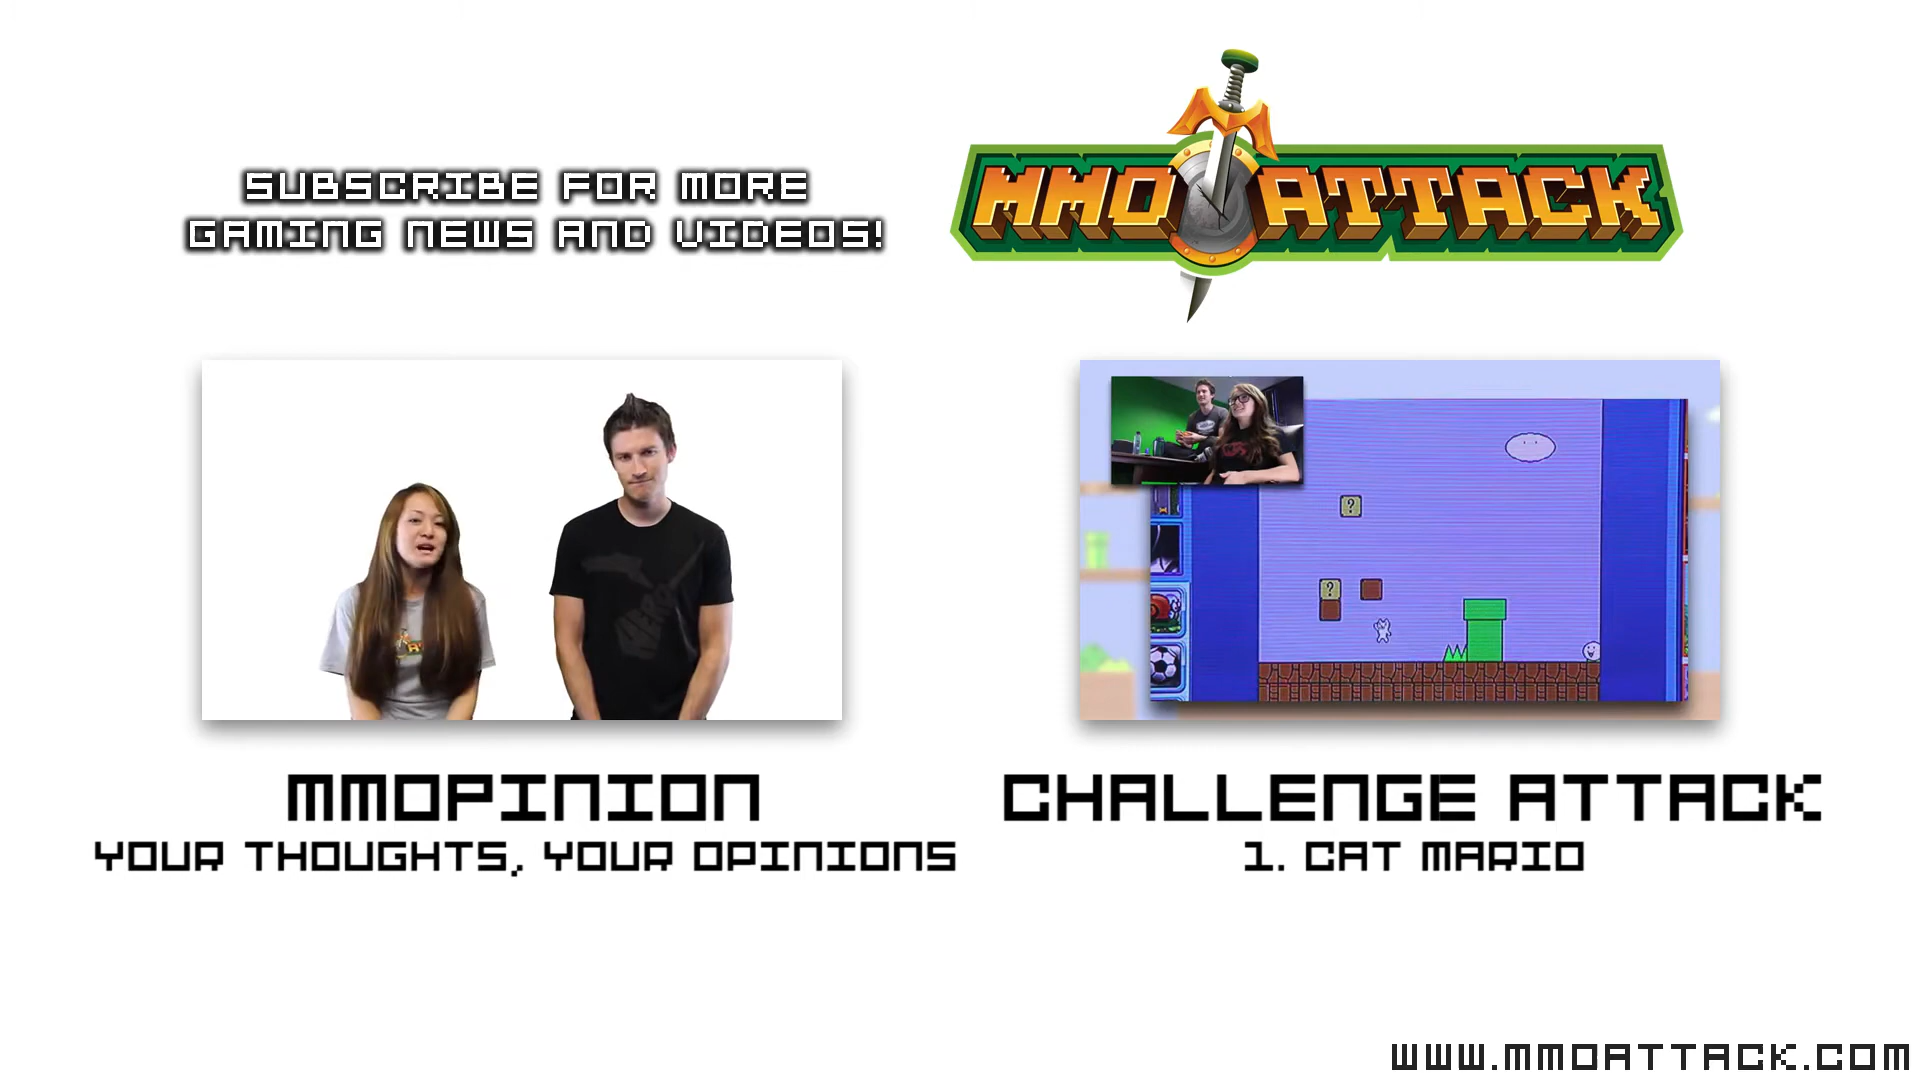 SUBSCRIBE FOR MORE
GAMING NEWS AND VIDEOS!
MMO ATTACK
?
?
MMOPINION
YOUR THOUGHTS, YOUR OPINIONS
CHALLENGE ATTACK
1. CAT MARIO
WWW.MMOATTACK.COM